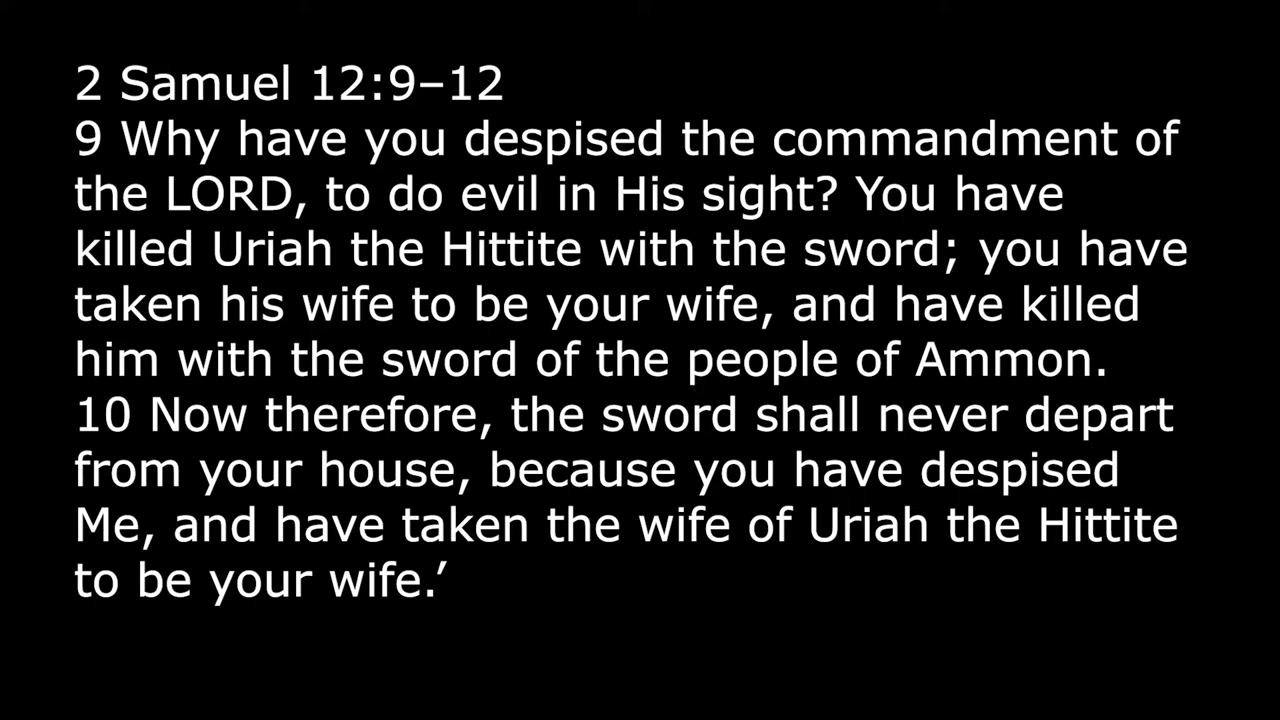 2 Samuel 12:9–12
9 Why have you despised the commandment of
the LORD, to do evil in His sight? You have
killed Uriah the Hittite with the sword; you have
taken his wife to be your wife, and have killed
him with the sword of the people of Ammon.
10 Now therefore, the sword shall never depart
from your house, because you have despised
Me, and have taken the wife of Uriah the Hittite
to be your wife.’